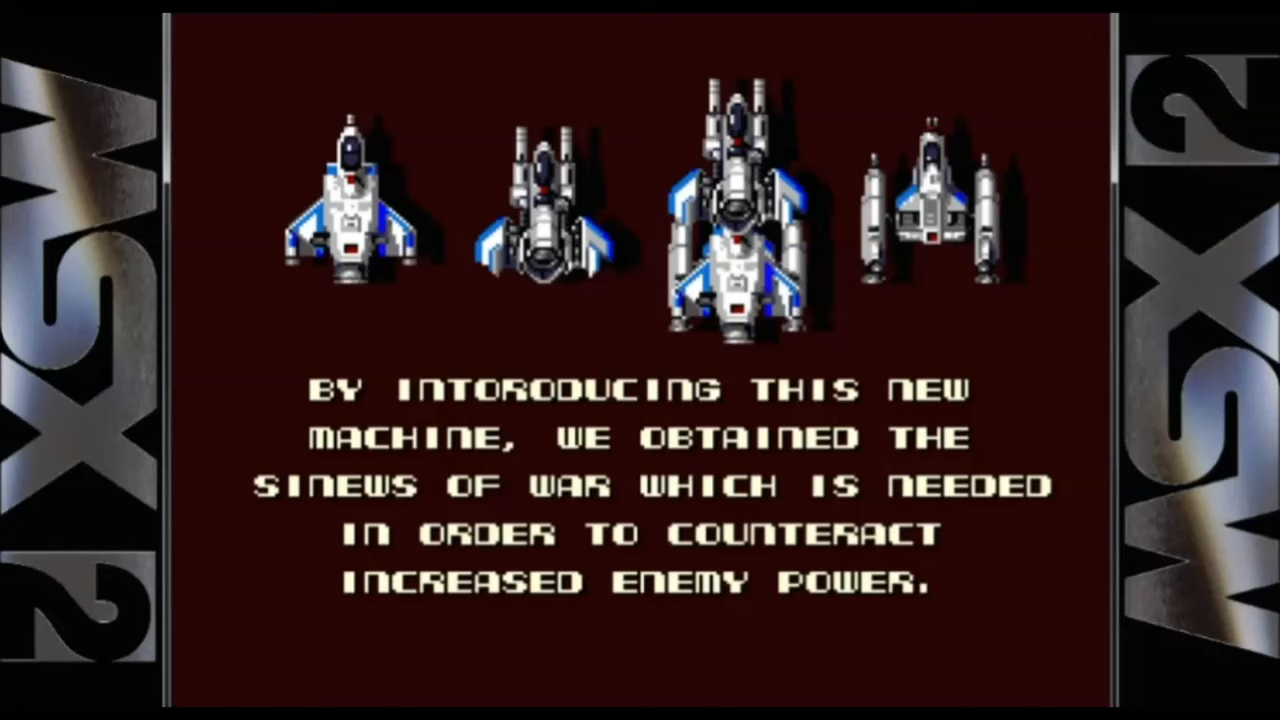 MSX2
BY INTORODUCING THIS NEW
MACHINE, WE OBTAINED THE
SINEWS OF WAR WHICH IS NEEDED
IN ORDER TO COUNTERACT
INCREASED ENEMY POWER.
MSX2